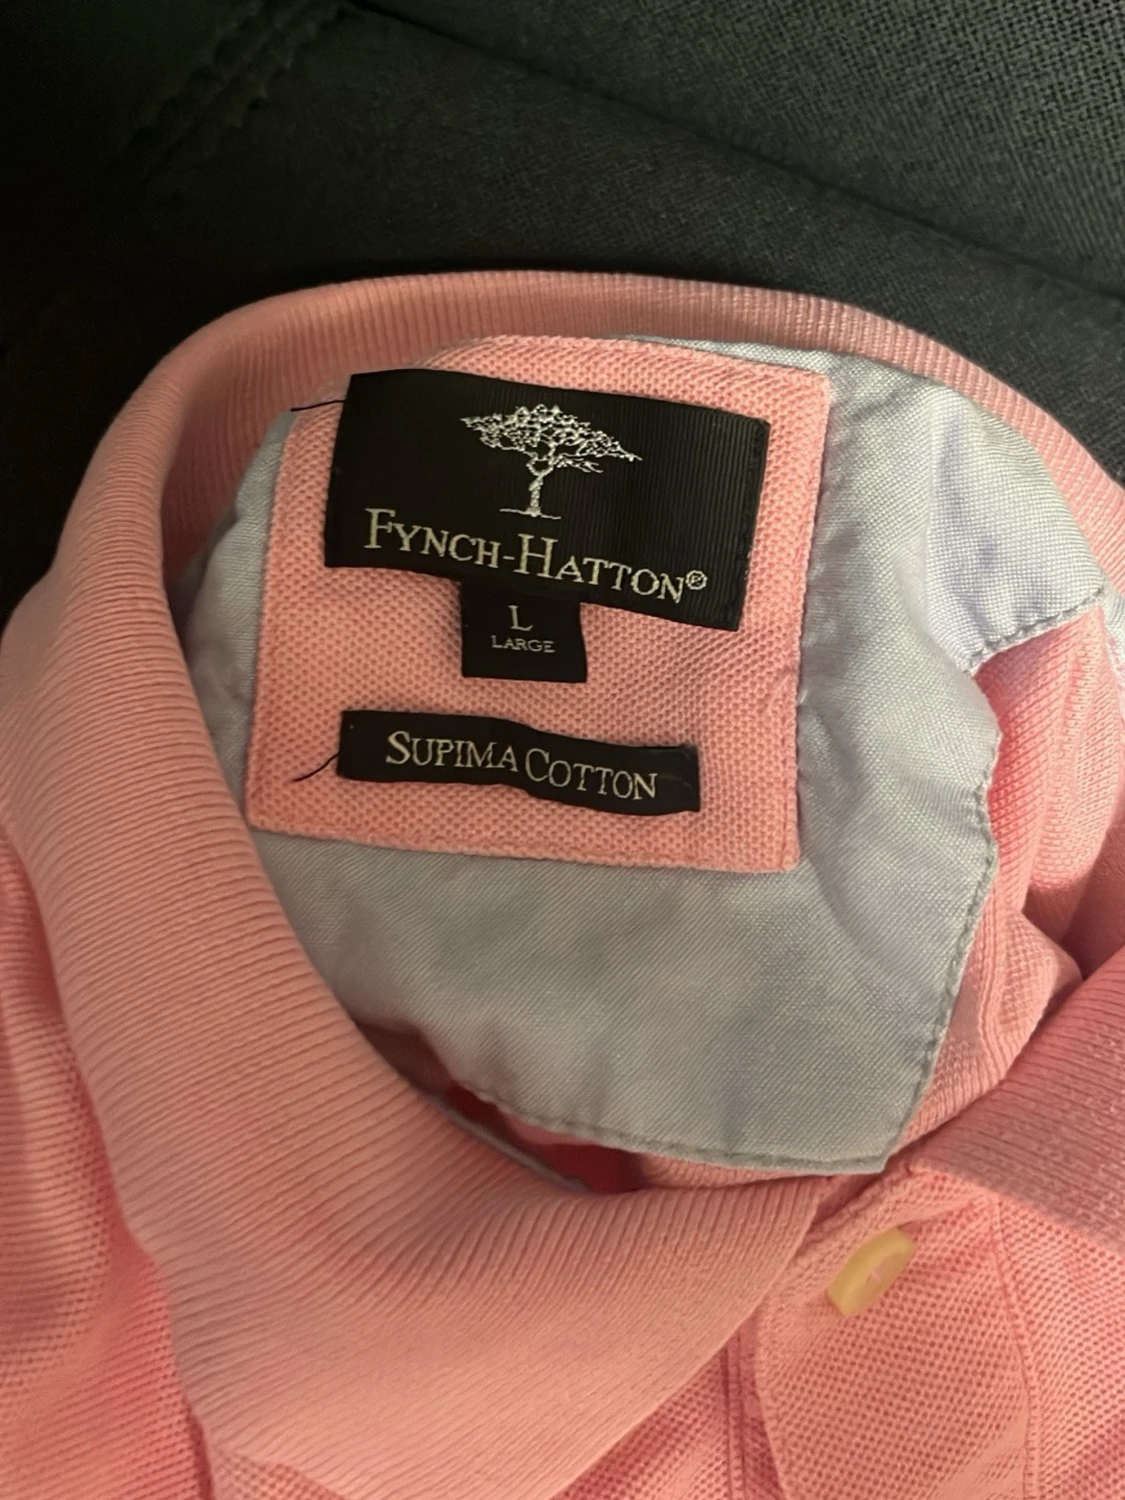 FYNCH-HATTON®
L
LARGE
SUPIMA COTTON